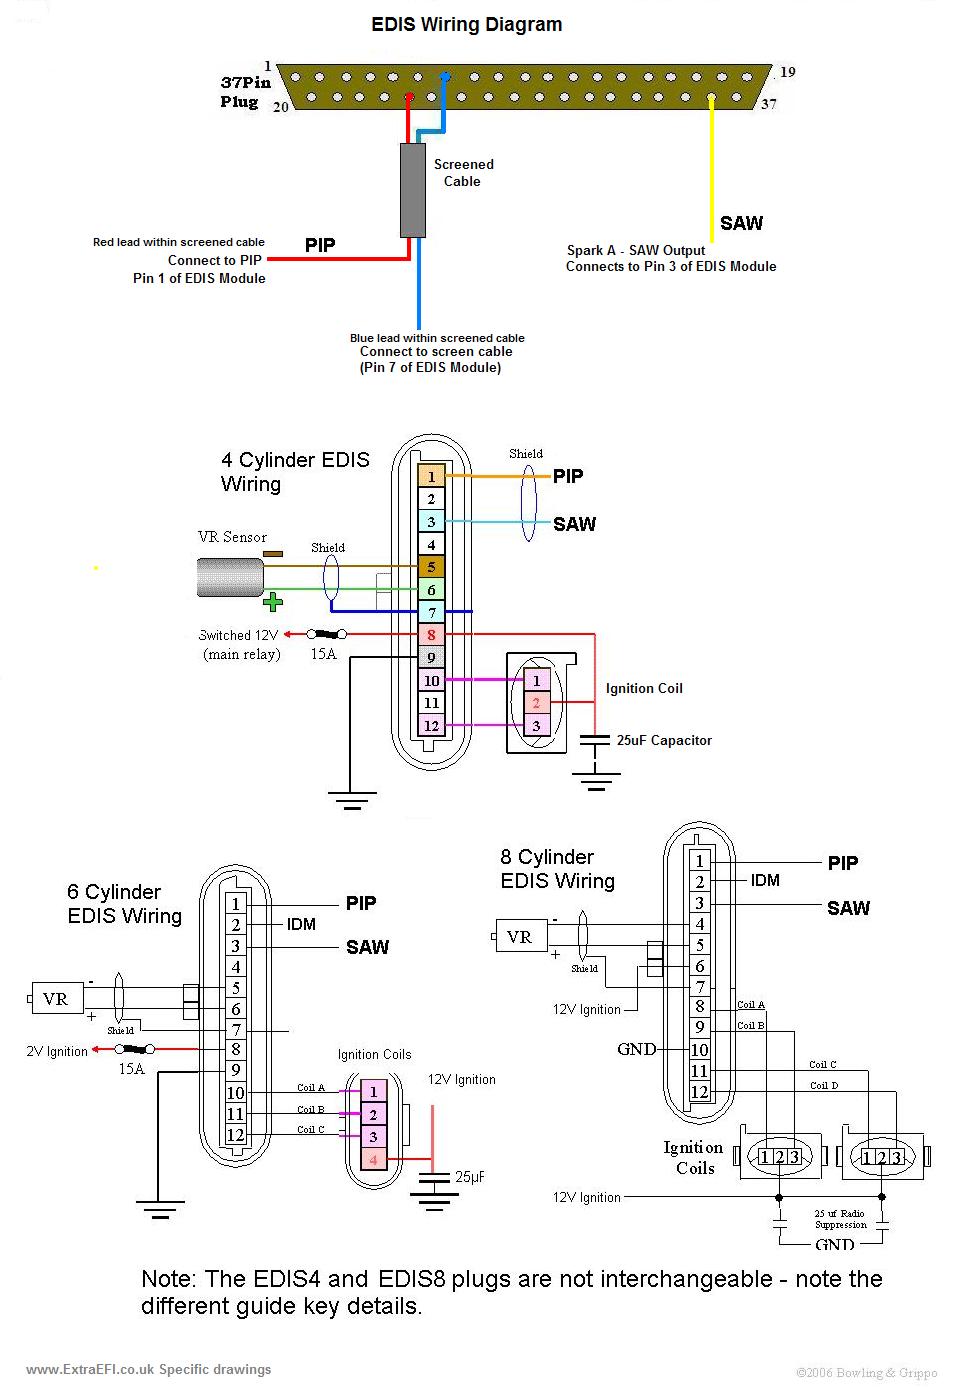 EDIS Wiring Diagram
1
19
37Pin
Plug
20
37
Screened
Cable
SAW
Red lead within screened cable
PIP
Connect to PIP
Pin 1 of EDIS Module
Spark A - SAW Output
Connects to Pin 3 of EDIS Module
Blue lead within screened cable
Connect to screen cable
(Pin 7 of EDIS Module)
4 Cylinder EDIS
Wiring
Shield
1
PIP
2
3
SAW
4
VR Sensor
Shield
5
6
7
Switched 12V
(main relay)
15A
8
9
10
11
12
1
2
3
Ignition Coil
25uF Capacitor
6 Cylinder
EDIS Wiring
1
PIP
2
IDM
3
SAW
4
VR
-
+
5
6
Shield
7
2V Ignition
15A
8
9
10
11
12
Coil A
Coil B
Coil C
Ignition Coils
1
2
3
4
12V Ignition
25µF
8 Cylinder
EDIS Wiring
1
PIP
2
IDM
3
SAW
4
VR
-
+
5
Shield
6
7
12V Ignition
8
Coil A
9
Coil B
GND
10
11
Coil C
12
Coil D
Ignition
Coils
1 2 3
1 2 3
12V Ignition
25 uf Radio
Suppression
GND
Note: The EDIS4 and EDIS8 plugs are not interchangeable - note the
different guide key details.
www.ExtraEFI.co.uk Specific drawings
©2006 Bowling & Grippo